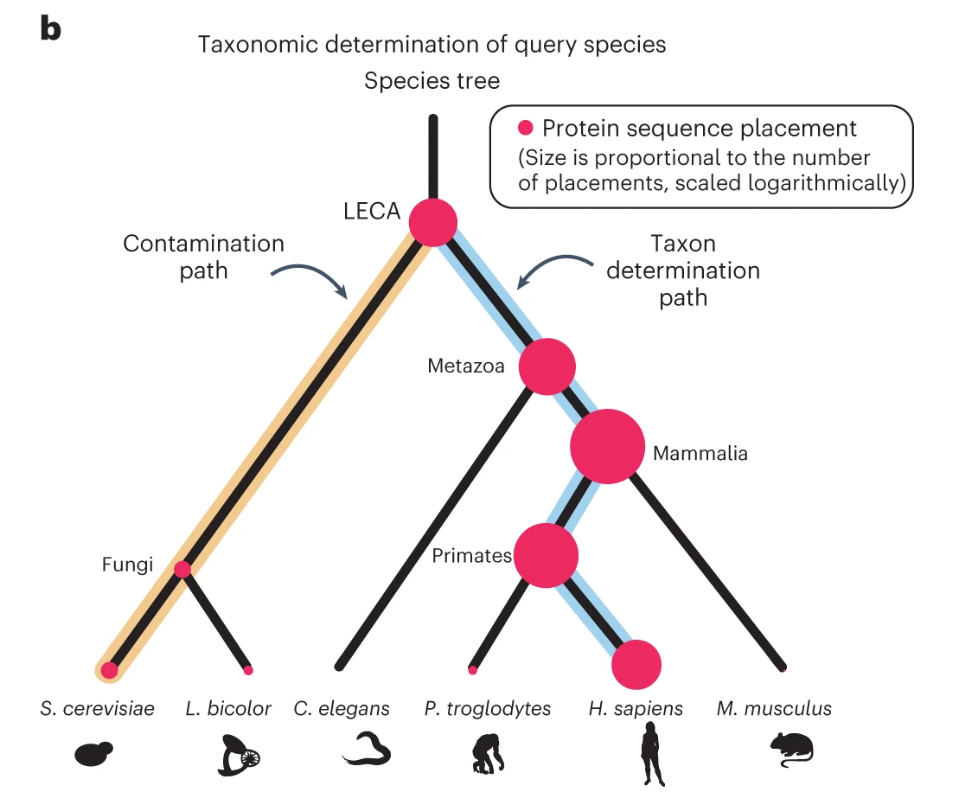 b
Taxonomic determination of query species
Species tree
Protein sequence placement
(Size is proportional to the number
of placements, scaled logarithmically)
LECA
Contamination
path
Taxon
determination
path
Metazoa
Mammalia
Fungi
Primates
S. cerevisiae
L. bicolor
C. elegans
P. troglodytes
H. sapiens
M. musculus